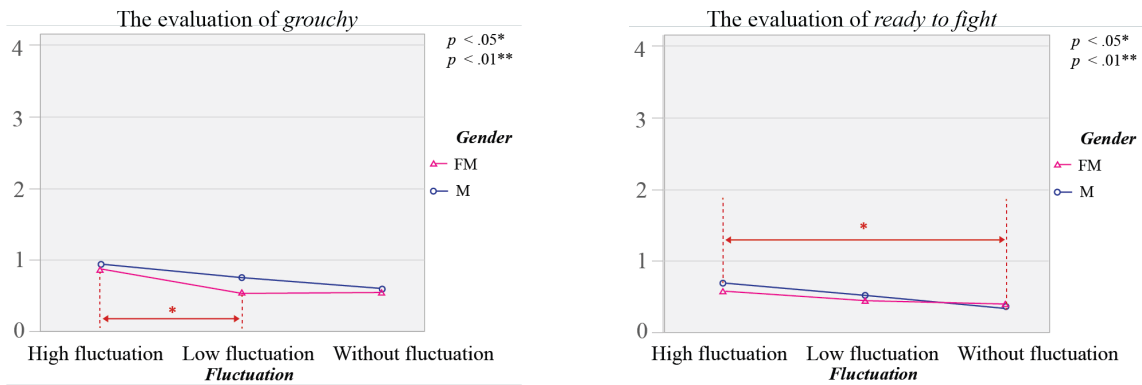 The evaluation of grouchy
p < .05*
p < .01**
4
3
2
1
0
Gender
FM
M
*
High fluctuation Low fluctuation Without fluctuation
Fluctuation
The evaluation of ready to fight
p < .05*
p < .01**
4
3
2
1
0
Gender
FM
M
*
High fluctuation Low fluctuation Without fluctuation
Fluctuation